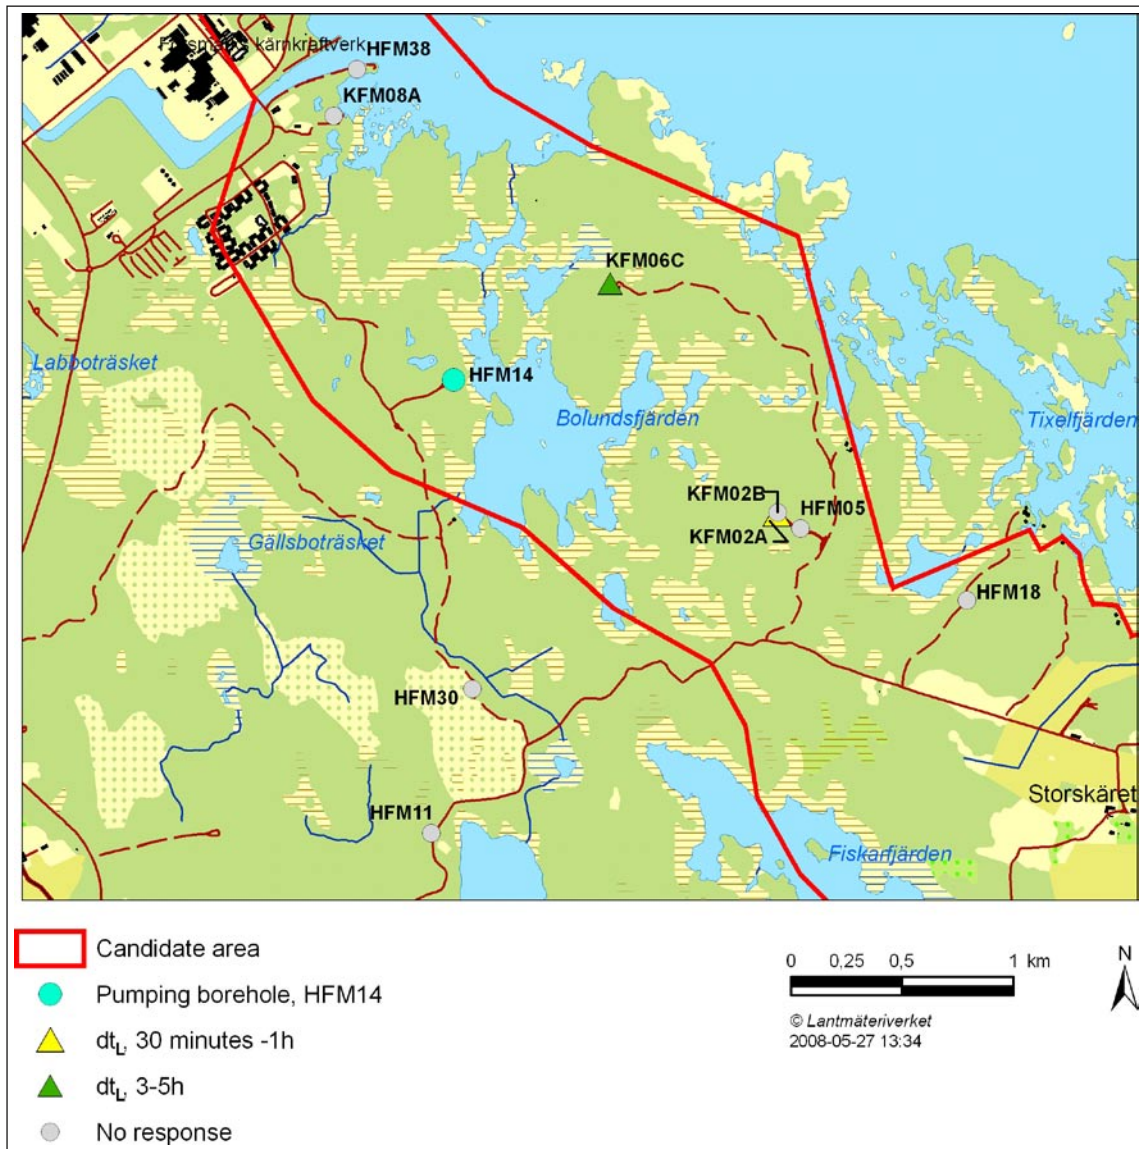 kärnkraftverk
HFM38
KFM08A
KFM06C
Labboträsket
HFM14
Bolundsfjärden
Tixelfjärden
KFM02B
HFM05
KFM02A
Gällsboträsket
HFM18
HFM30
Storskäret
HFM11
Fiskarfjärden
Candidate area
Pumping borehole, HFM14
dtL, 30 minutes -1h
dtL, 3-5h
No response
0 0,25 0,5 1 km
N
© Lantmäteriverket
2008-05-27 13:34